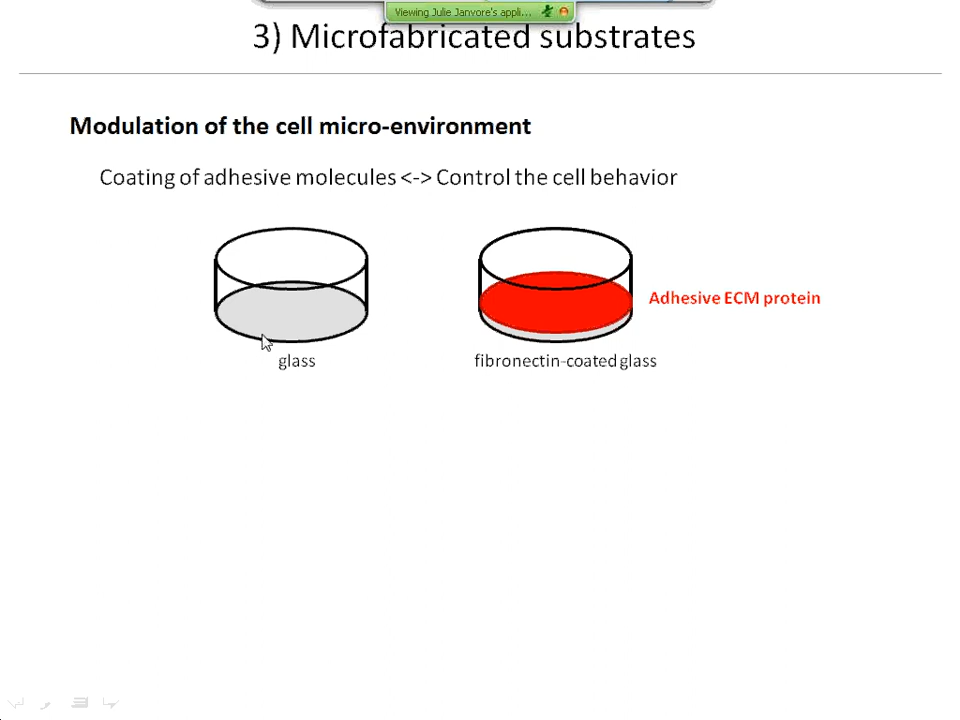 Viewing Julie Janvore's appli...
3) Microfabricated substrates
Modulation of the cell micro-environment
Coating of adhesive molecules <-> Control the cell behavior
Adhesive ECM protein
glass
fibronectin-coated glass